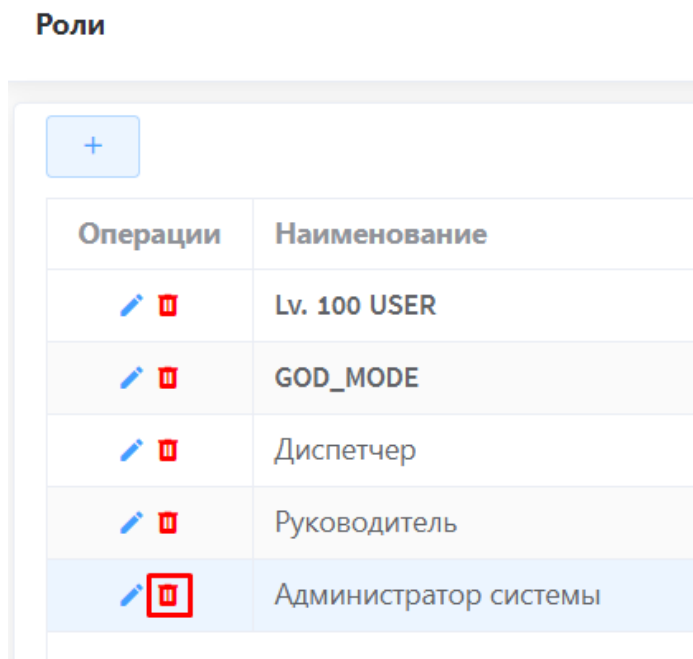 Роли
+
Операции Наименование
Lv. 100 USER
GOD_MODE
Диспетчер
Руководитель
Администратор системы